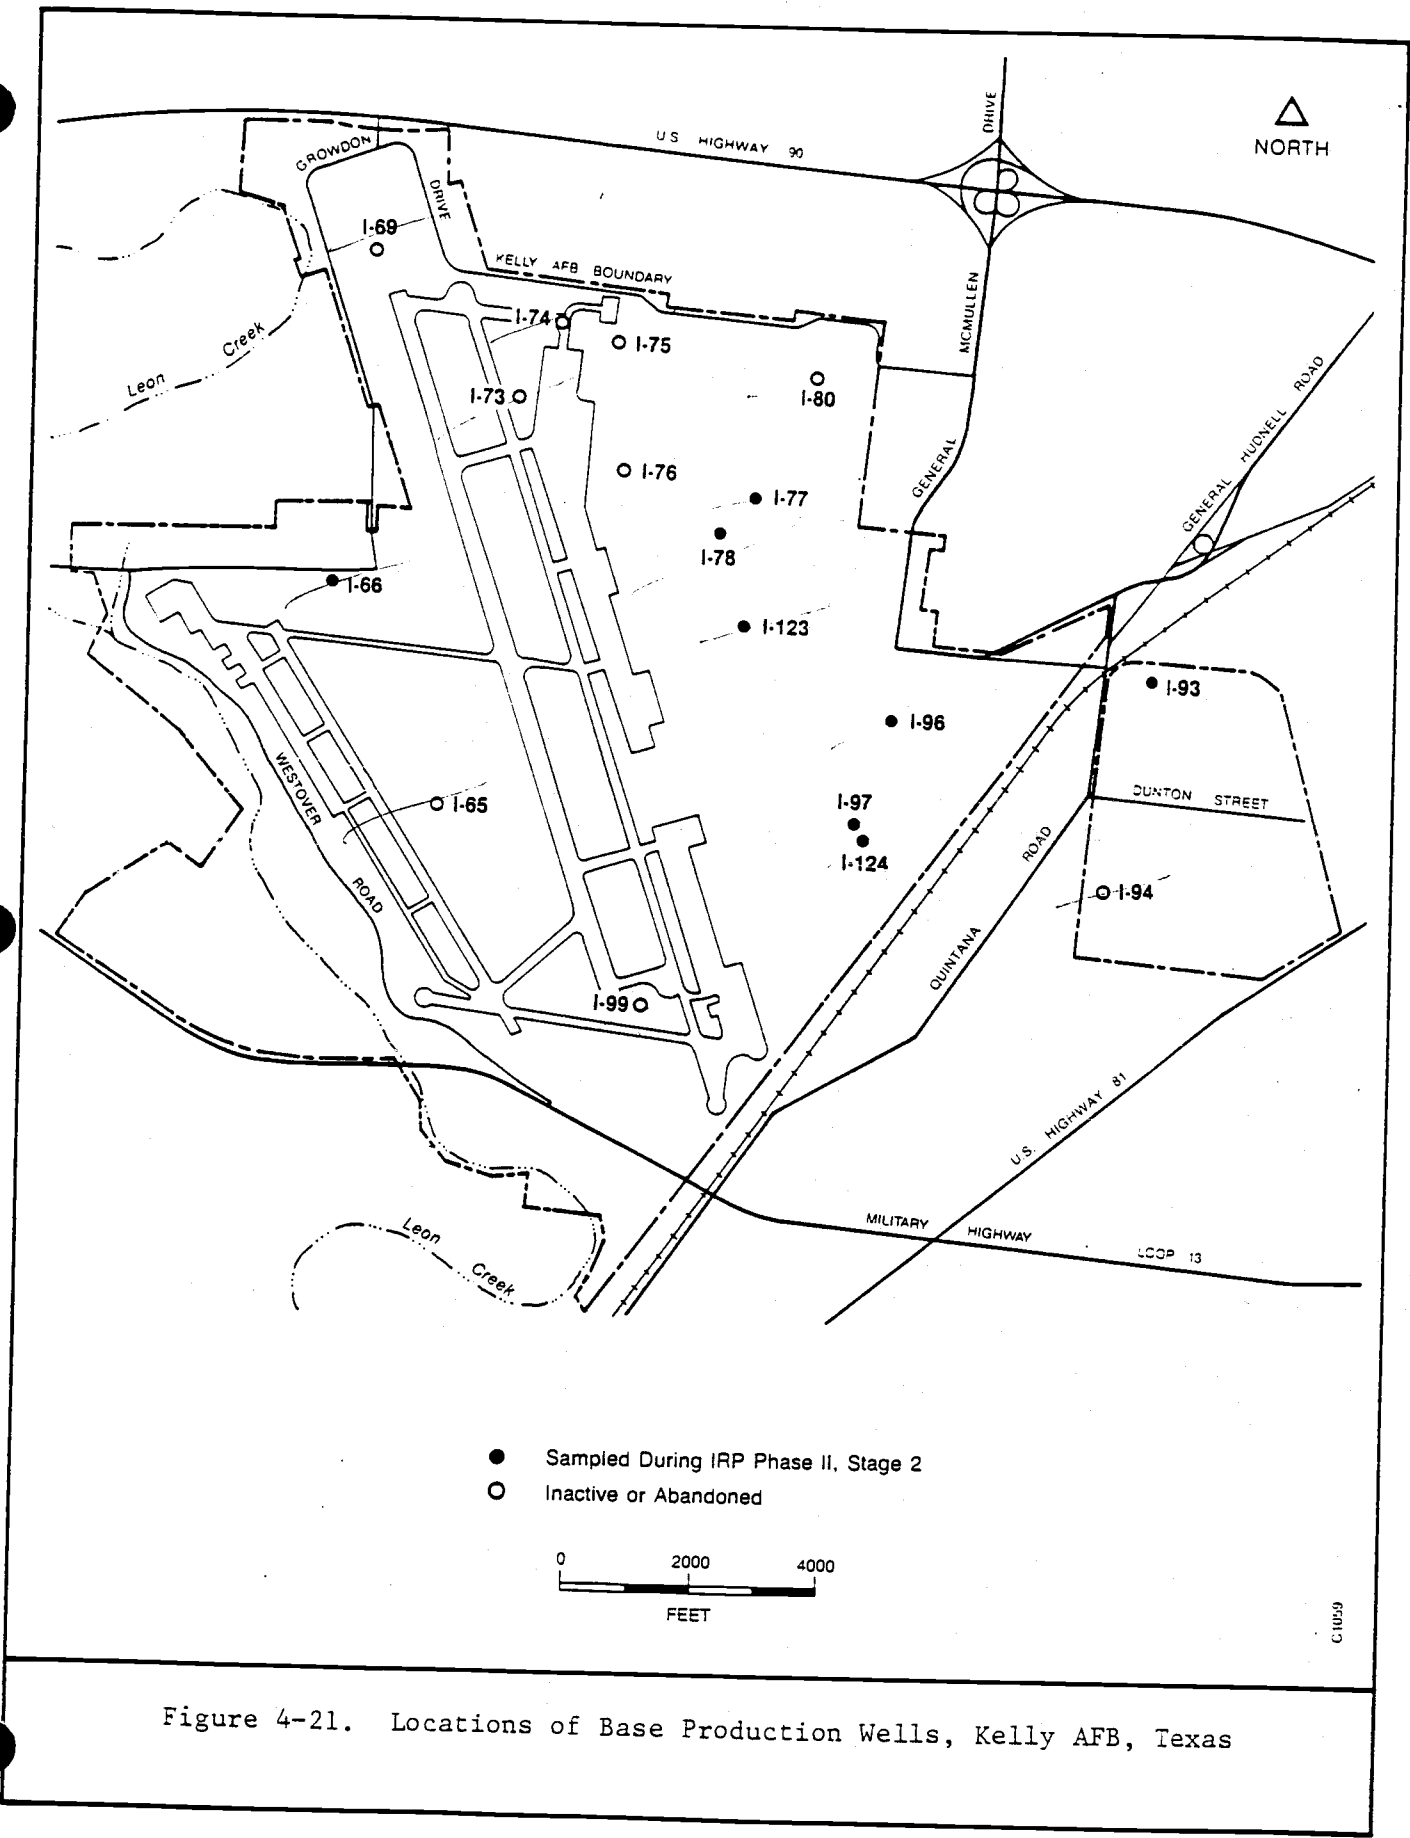 DRIVE
NORTH
U.S. HIGHWAY 90
GROWDON
DRIVE
I-69
KELLY AFB BOUNDARY
MCMULLEN
I-74
I-75
Leon Creek
I-73
I-80
GENERAL HUDNELL ROAD
I-76
GENERAL
I-77
I-78
I-66
I-123
I-93
I-96
WESTOVER
I-65
I-97
DUNTON STREET
ROAD
I-124
ROAD
I-94
QUINTANA
I-99
U.S. HIGHWAY 81
Leon Creek
MILITARY HIGHWAY LOOP 13
Sampled During IRP Phase II, Stage 2
Inactive or Abandoned
0 2000 4000
FEET
C1059
Figure 4-21. Locations of Base Production Wells, Kelly AFB, Texas